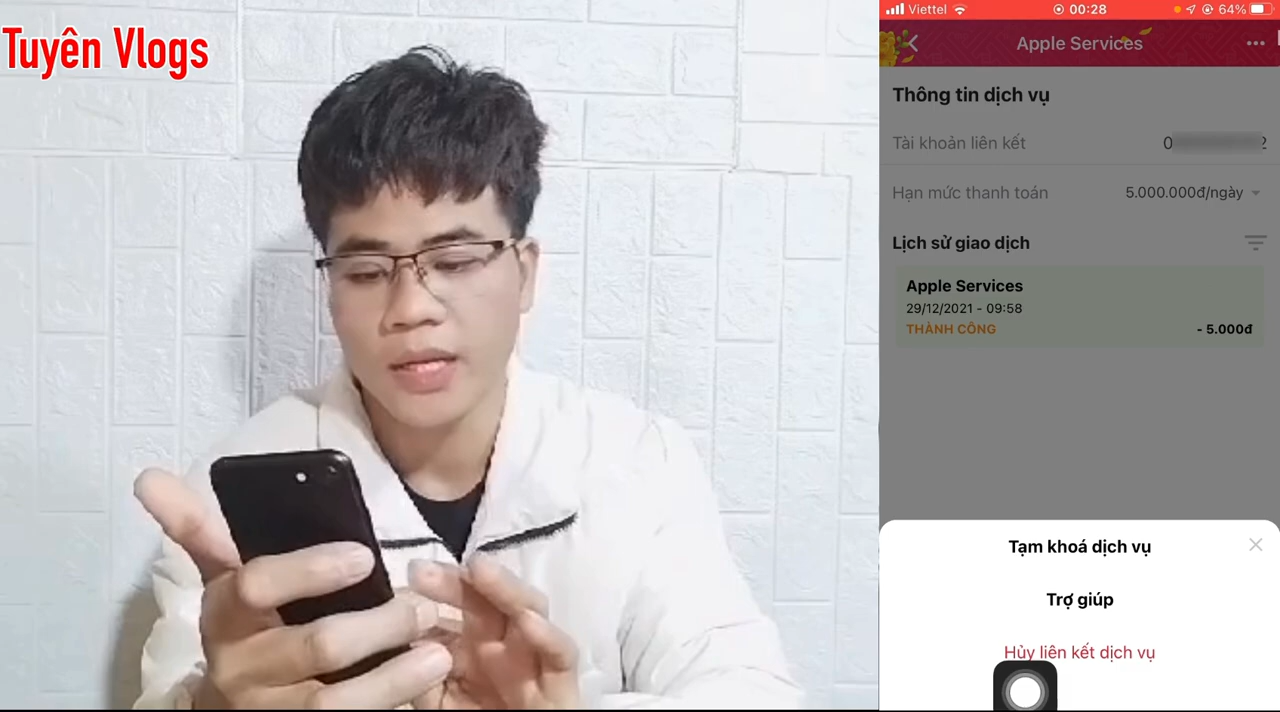 Tuyên Vlogs
Viettel 00:28 64%
Apple Services
Thông tin dịch vụ
Tài khoản liên kết 0 2
Hạn mức thanh toán 5.000.000đ/ngày
Lịch sử giao dịch
Apple Services
29/12/2021 - 09:58
THÀNH CÔNG - 5.000đ
Tạm khoá dịch vụ
Trợ giúp
Hủy liên kết dịch vụ